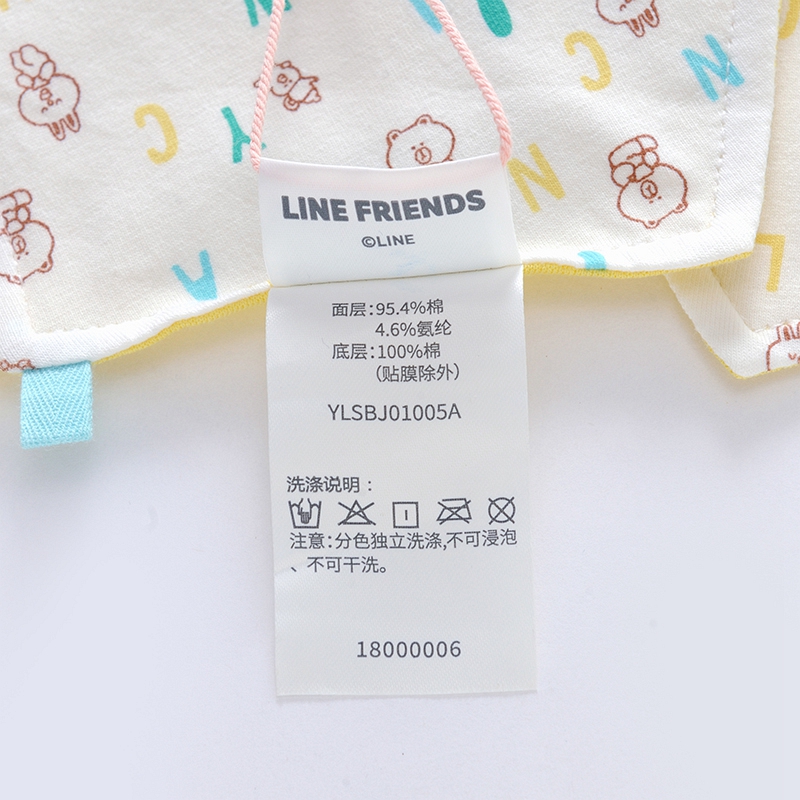 LINE FRIENDS
©LINE
面层:95.4%棉
4.6%氨纶
底层:100%棉
(贴膜除外)
YLSBJ01005A
洗涤说明：
注意:分色独立洗涤,不可浸泡
、不可干洗。
18000006